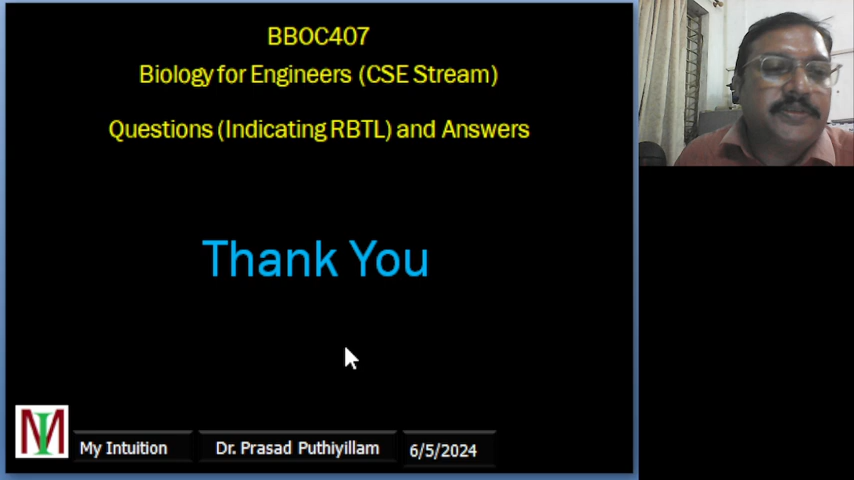 BBOC407
Biology for Engineers (CSE Stream)
Questions (Indicating RBTL) and Answers
Thank You
MI
My Intuition
Dr. Prasad Puthiyillam
6/5/2024